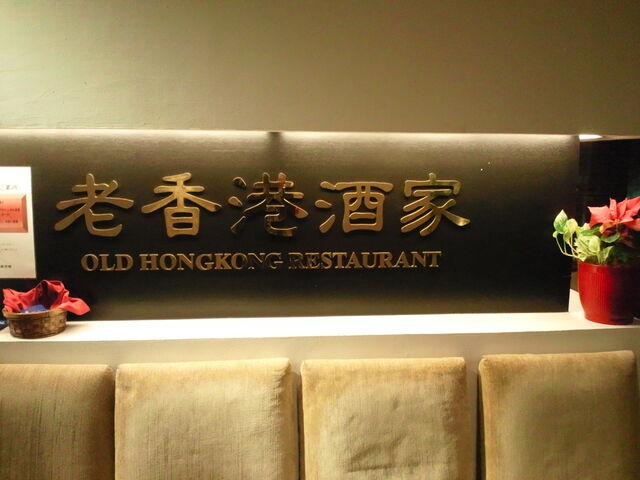 老香港酒家
OLD HONGKONG RESTAURANT